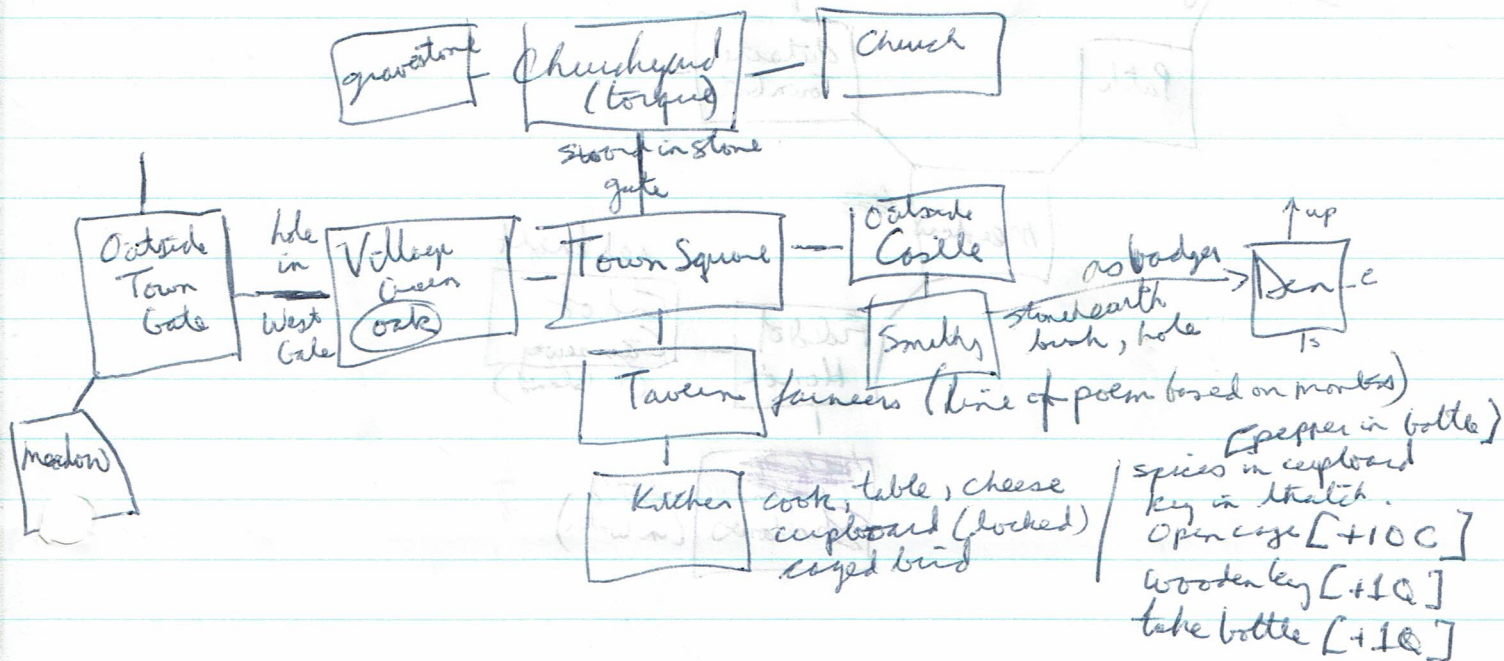 gravestone
Churchyard
(torque)
Church
sword in stone
gate
Outside
Town
Gate
hole
in
West
Gate
Village
Green
oak
Town Square
Outside
Castle
as badger
stone hearth
bush, hole
↑ up
Den
E
↑s
Smithy
Tavern
farmers (line of poem based on monks)
meadow
Kitchen
cook, table, cheese
cupboard (locked)
caged bird
[pepper in bottle]
spices in cupboard
key in thatch.
Open cage [+10C]
wooden key [+1Q]
take bottle [+1Q]
Path